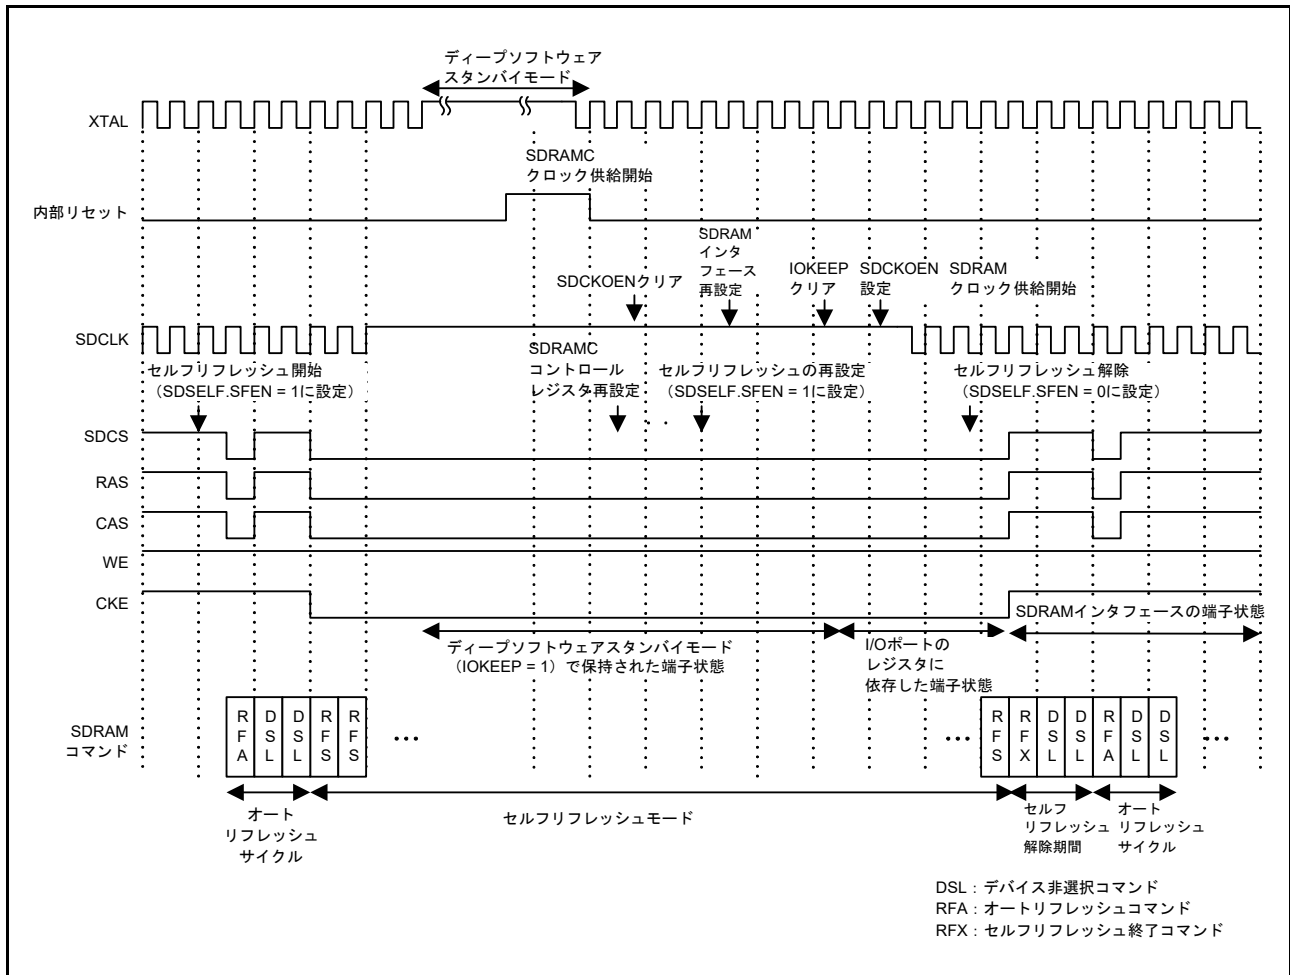 ディープソフトウェア
スタンバイモード
XTAL
SDRAMC
クロック供給開始
内部リセット
SDRAM
インタ
フェース
再設定
IOKEEP
クリア
SDCKOEN
設定
SDRAM
クロック供給開始
SDCKOENクリア
SDCLK
セルフリフレッシュ開始
（SDSELF.SFEN = 1に設定）
SDRAMC
コントロール
レジスタ再設定
セルフリフレッシュの再設定
（SDSELF.SFEN = 1に設定）
セルフリフレッシュ解除
（SDSELF.SFEN = 0に設定）
SDCS
RAS
CAS
WE
CKE
SDRAMインタフェースの端子状態
ディープソフトウェアスタンバイモード
（IOKEEP = 1）で保持された端子状態
I/Oポートの
レジスタに
依存した端子状態
SDRAM
コマンド
RFA
DSL
DSL
RFS
RFS
...
...
RFS
RFX
DSL
DSL
RFA
DSL
DSL
...
オート
リフレッシュ
サイクル
セルフリフレッシュモード
セルフ
リフレッシュ
解除期間
オート
リフレッシュ
サイクル
DSL：デバイス非選択コマンド
RFA：オートリフレッシュコマンド
RFX：セルフリフレッシュ終了コマンド